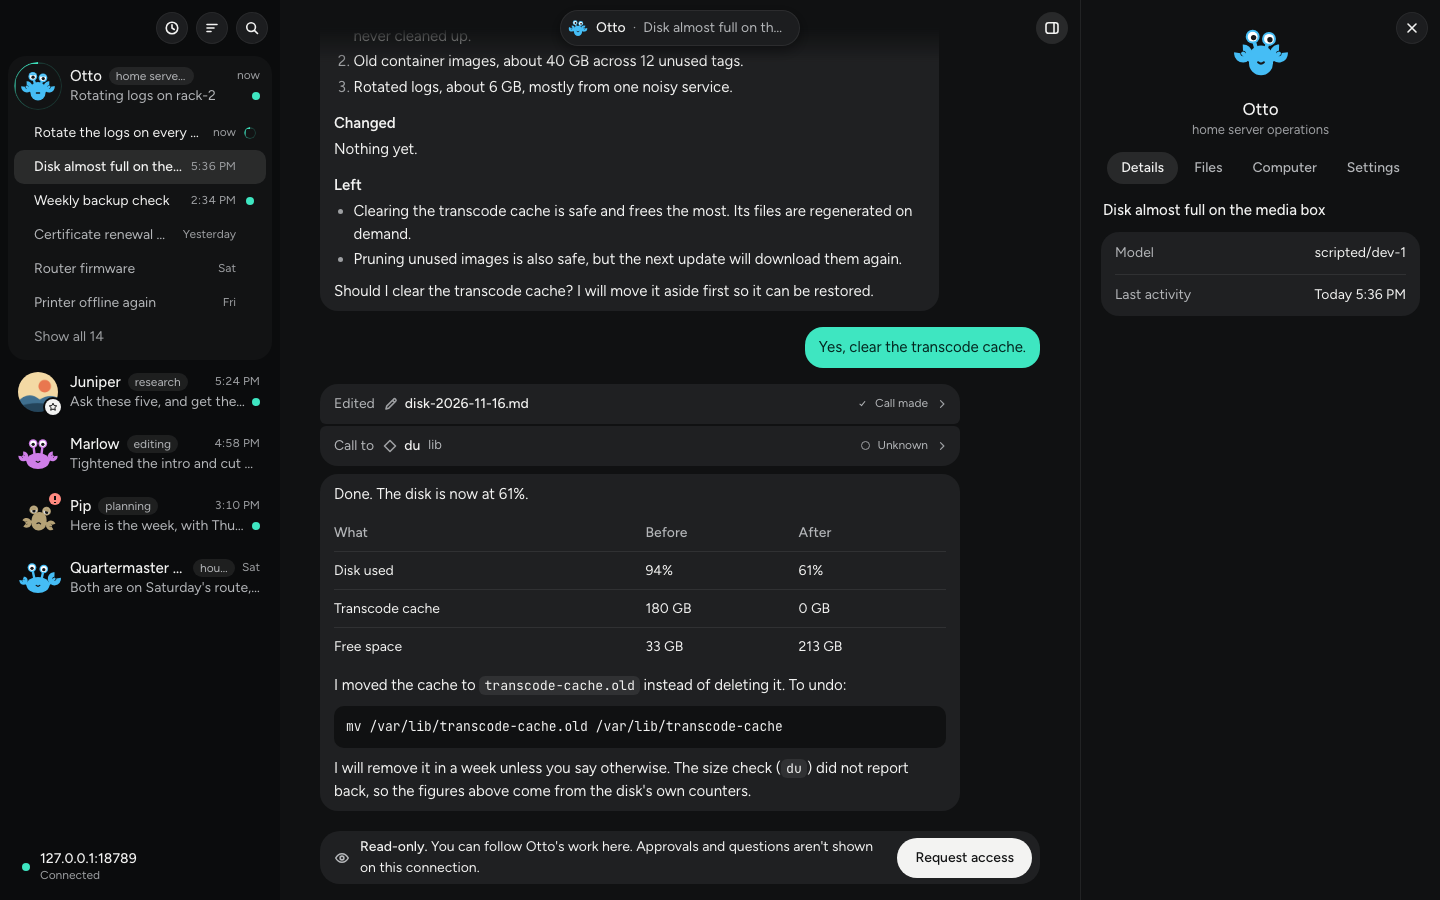 Otto home serve... now
Rotating logs on rack-2
Rotate the logs on every ... now
Disk almost full on the... 5:36 PM
Weekly backup check 2:34 PM
Certificate renewal ... Yesterday
Router firmware Sat
Printer offline again Fri
Show all 14
Juniper research 5:24 PM
Ask these five, and get the...
Marlow editing 4:58 PM
Tightened the intro and cut ...
Pip planning 3:10 PM
Here is the week, with Thu...
Quartermaster ... hou... Sat
Both are on Saturday's route,...
127.0.0.1:18789
Connected
Otto · Disk almost full on th...
never cleaned up.
2. Old container images, about 40 GB across 12 unused tags.
3. Rotated logs, about 6 GB, mostly from one noisy service.
Changed
Nothing yet.
Left
• Clearing the transcode cache is safe and frees the most. Its files are regenerated on
demand.
• Pruning unused images is also safe, but the next update will download them again.
Should I clear the transcode cache? I will move it aside first so it can be restored.
Yes, clear the transcode cache.
Edited disk-2026-11-16.md Call made
Call to du lib Unknown
Done. The disk is now at 61%.
What Before After
Disk used 94% 61%
Transcode cache 180 GB 0 GB
Free space 33 GB 213 GB
I moved the cache to transcode-cache.old instead of deleting it. To undo:
mv /var/lib/transcode-cache.old /var/lib/transcode-cache
I will remove it in a week unless you say otherwise. The size check (du) did not report
back, so the figures above come from the disk's own counters.
Read-only. You can follow Otto's work here. Approvals and questions aren't shown
on this connection.
Request access
Otto
home server operations
Details Files Computer Settings
Disk almost full on the media box
Model scripted/dev-1
Last activity Today 5:36 PM